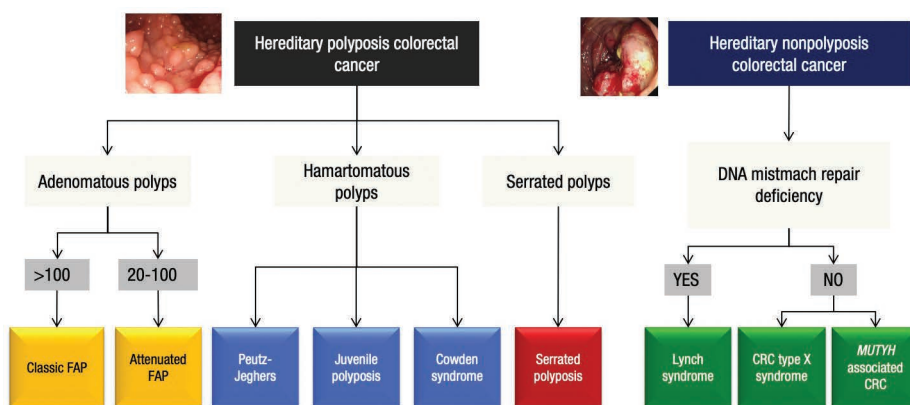 Hereditary polyposis colorectal
cancer
Hereditary nonpolyposis
colorectal cancer
Adenomatous polyps
Hamartomatous
polyps
Serrated polyps
DNA mistmach repair
deficiency
>100
20-100
YES
NO
Classic FAP
Attenuated
FAP
Peutz-
Jeghers
Juvenile
polyposis
Cowden
syndrome
Serrated
polyposis
Lynch
syndrome
CRC type X
syndrome
MUTYH
associated
CRC